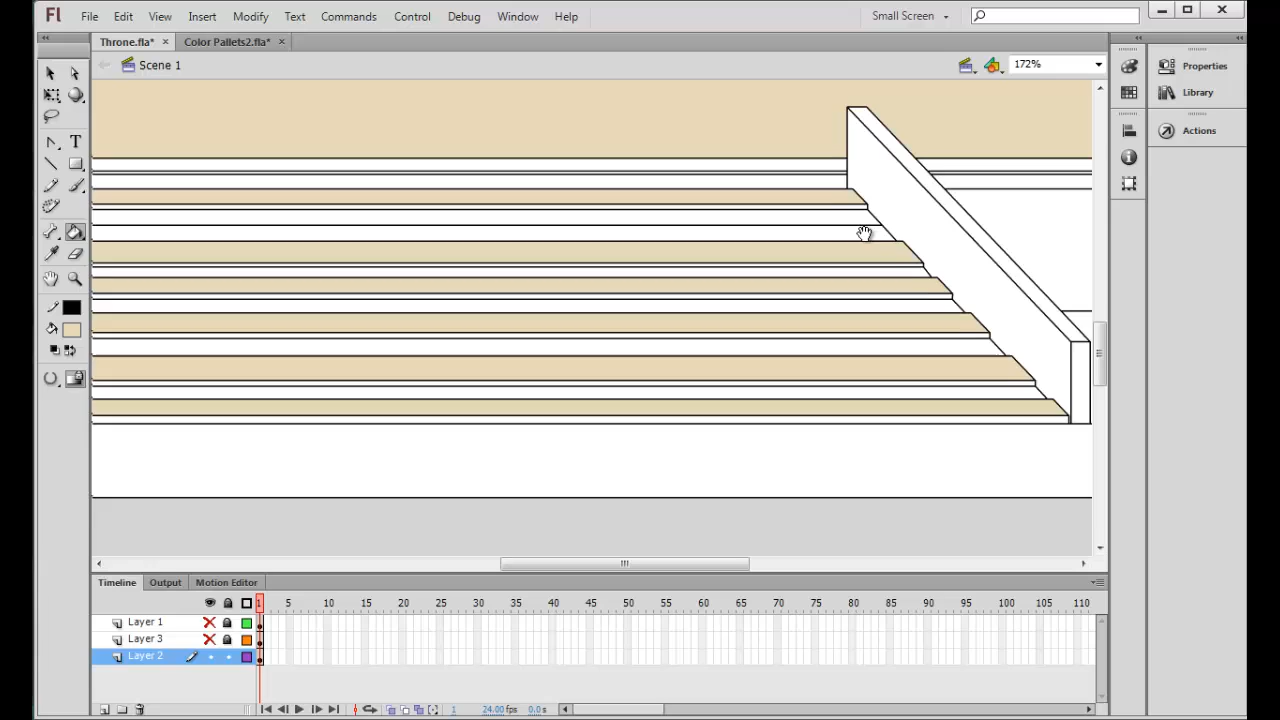 Fl File Edit View Insert Modify Text Commands Control Debug Window Help Small Screen
Throne.fla* Color Pallets2.fla*
Scene 1 172%
Properties
Library
Actions
T
Timeline Output Motion Editor
1 5 10 15 20 25 30 35 40 45 50 55 60 65 70 75 80 85 90 95 100 105 110
Layer 1
Layer 3
Layer 2
1 24.00 fps 0.0 s